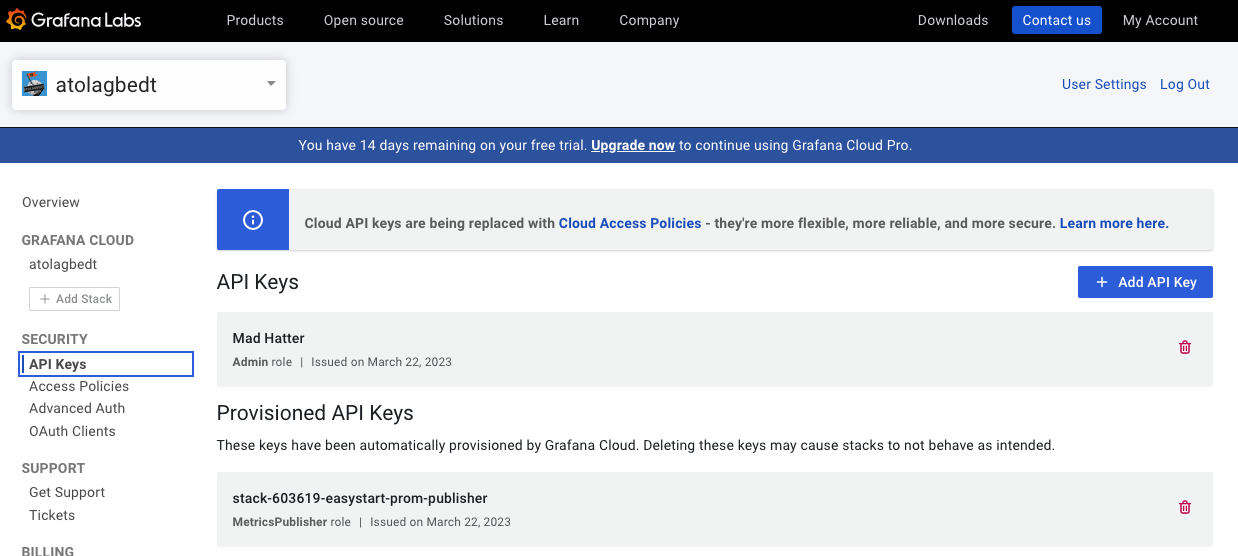 Grafana Labs
Products Open source Solutions Learn Company Downloads Contact us My Account
atolagbedt
User Settings Log Out
You have 14 days remaining on your free trial. Upgrade now to continue using Grafana Cloud Pro.
Overview
GRAFANA CLOUD
atolagbedt
+ Add Stack
SECURITY
API Keys
Access Policies
Advanced Auth
OAuth Clients
SUPPORT
Get Support
Tickets
BILLING
Cloud API keys are being replaced with Cloud Access Policies - they're more flexible, more reliable, and more secure. Learn more here.
API Keys
+ Add API Key
Mad Hatter
Admin role | Issued on March 22, 2023
Provisioned API Keys
These keys have been automatically provisioned by Grafana Cloud. Deleting these keys may cause stacks to not behave as intended.
stack-603619-easystart-prom-publisher
MetricsPublisher role | Issued on March 22, 2023